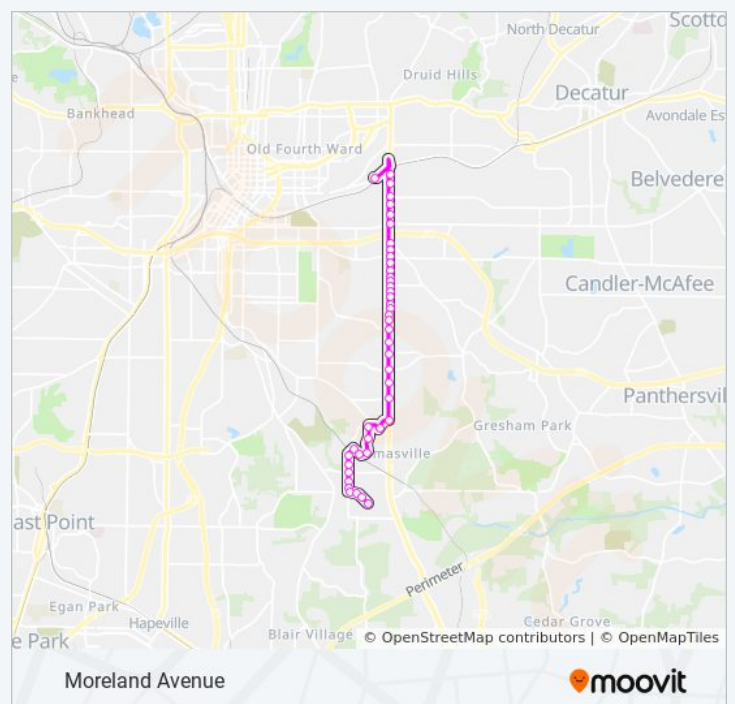 Scottd
North Decatur
Druid Hills
e
Decatur
Bankhead
Avondale Es
Old Fourth Ward
Belvedere
Candler-McAfee
Panthersvil
Gresham Park
masville
ast Point
Perimeter
Egan Park
Hapeville
Cedar Grove
e Park
Blair Village
© OpenStreetMap contributors | © OpenMapTiles
Moreland Avenue
moovit